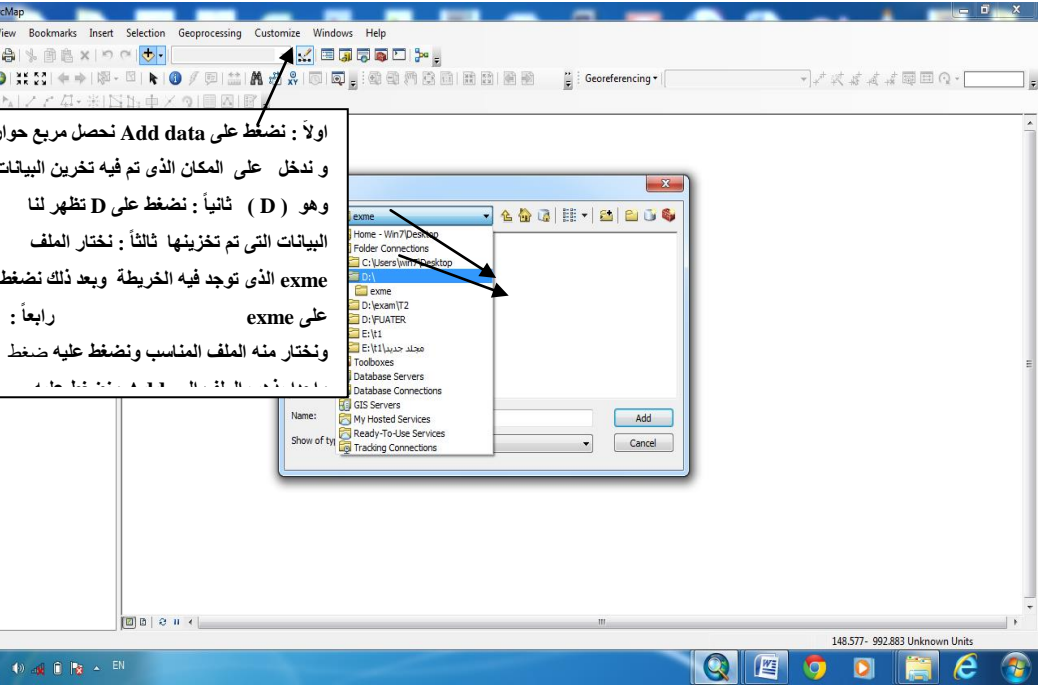 View Bookmarks Insert Selection Geoprocessing Customize Windows Help
Georeferencing
اولاً : نضغط على Add data نحصل مربع
و ندخل على المكان الذى تم فيه تخرين البيانات
وهو ( D ) ثانياً : نضغط على D تظهر لنا
البيانات التى تم تخزينها ثالثاً : نختار الملف
exme الذى توجد فيه الخريطة وبعد ذلك نضغط
على exme رابعاً :
ونختار منه الملف المناسب ونضغط عليه ضغط
exme
Home - Win7\Desktop
Folder Connections
C:\Users\win7\Desktop
D:\
exme
D:\exam\T2
D:\FUATER
E:\t1
E:\t1\مجلد جديد
Toolboxes
Database Servers
Database Connections
GIS Servers
My Hosted Services
Ready-To-Use Services
Tracking Connections
Name:
Add
Show of
Cancel
148.577- 992.883 Unknown Units
EN